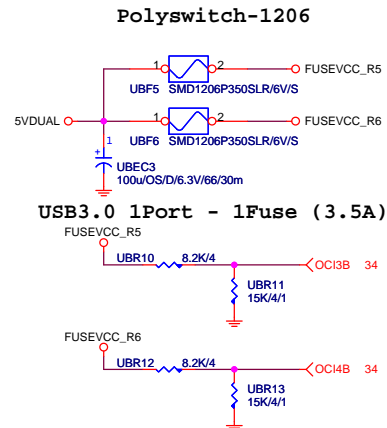 Polyswitch-1206
1 2 FUSEVCC_R5
UBF5 SMD1206P350SLR/6V/S
5VDUAL 1 2 FUSEVCC_R6
UBF6 SMD1206P350SLR/6V/S
1
+
UBEC3
100u/OS/D/6.3V/66/30m
USB3.0 1Port - 1Fuse (3.5A)
FUSEVCC_R5
UBR10 8.2K/4
OCI3B 34
UBR11
15K/4/1
FUSEVCC_R6
UBR12 8.2K/4
OCI4B 34
UBR13
15K/4/1